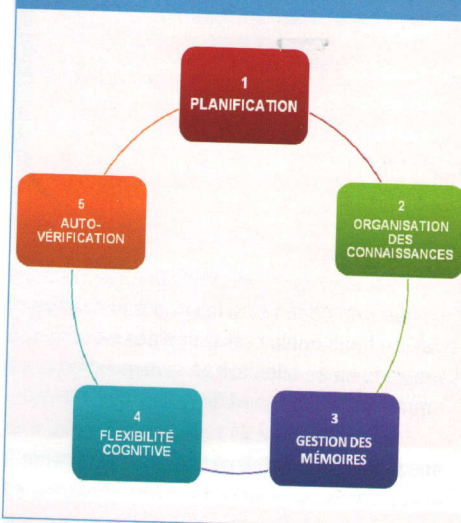 1
PLANIFICATION
2
ORGANISATION
DES
CONNAISSANCES
3
GESTION DES
MÉMOIRES
4
FLEXIBILITÉ
COGNITIVE
5
AUTO-
VÉRIFICATION